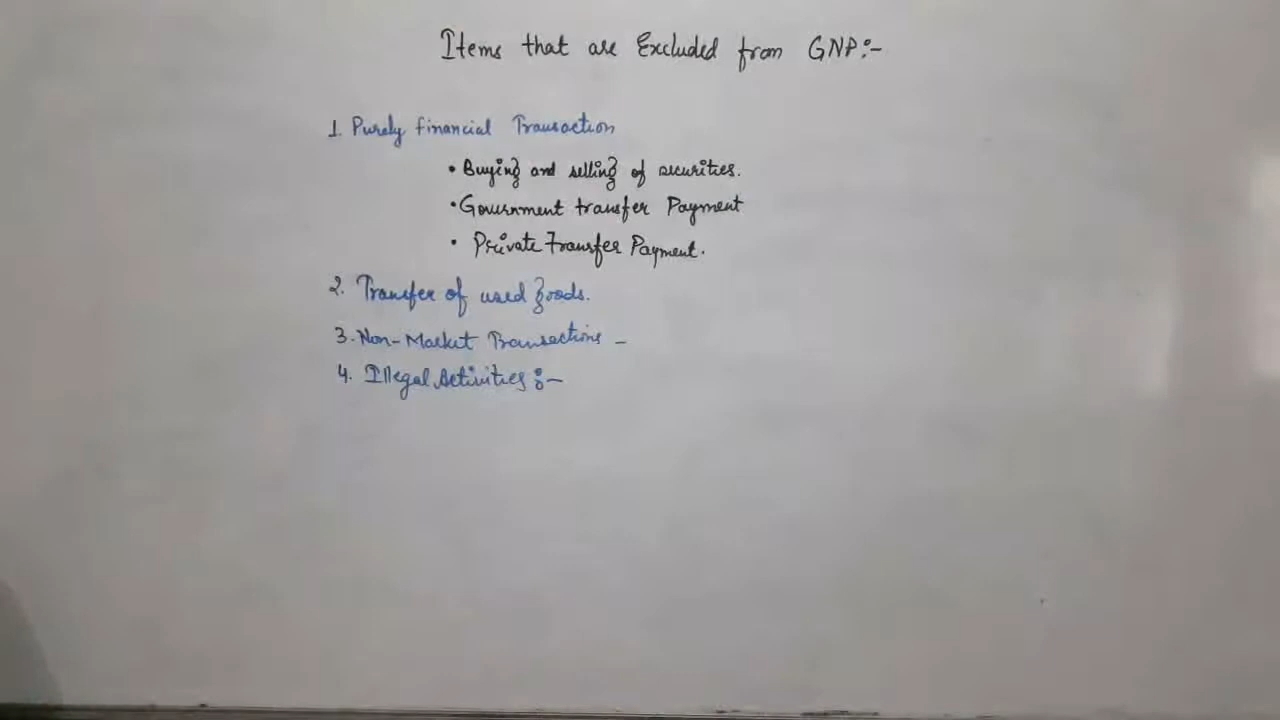 Items that are Excluded from GNP:-
1. Purely financial Transaction
• Buying and selling of securities.
• Government transfer Payment
• Private Transfer Payment.
2. Transfer of used goods.
3. Non-Market Transactions -
4. Illegal Activities :-